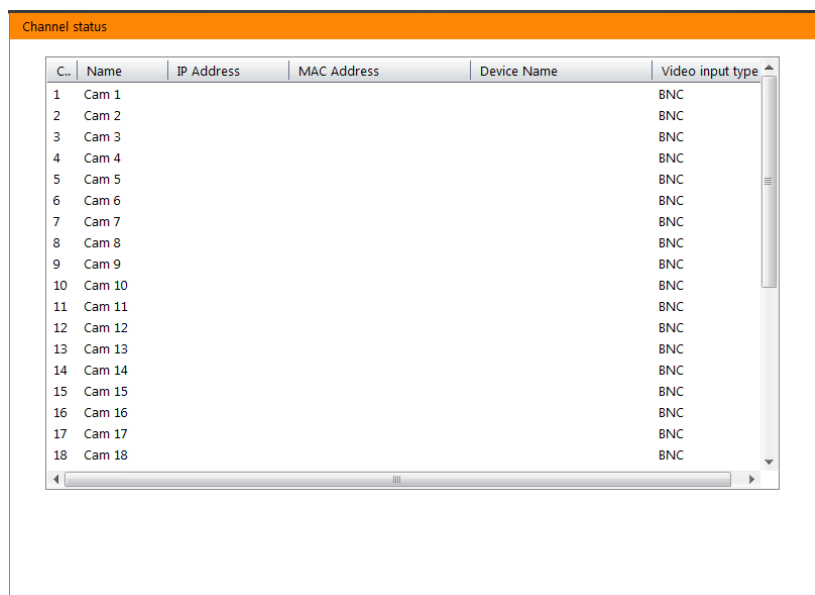 Channel status
C.. Name IP Address MAC Address Device Name Video input type
1 Cam 1 BNC
2 Cam 2 BNC
3 Cam 3 BNC
4 Cam 4 BNC
5 Cam 5 BNC
6 Cam 6 BNC
7 Cam 7 BNC
8 Cam 8 BNC
9 Cam 9 BNC
10 Cam 10 BNC
11 Cam 11 BNC
12 Cam 12 BNC
13 Cam 13 BNC
14 Cam 14 BNC
15 Cam 15 BNC
16 Cam 16 BNC
17 Cam 17 BNC
18 Cam 18 BNC